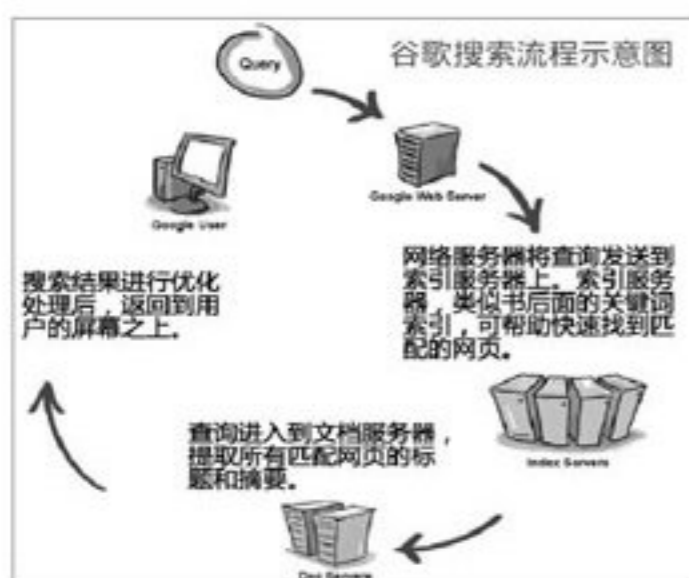 谷歌搜索流程示意图
Query
Google Web Server
Google User
网络服务器将查询发送到
索引服务器上。索引服务
器，类似书后面的关键词
索引，可帮助快速找到匹
配的网页。
搜索结果进行优化
处理后，返回到用
户的屏幕之上。
Index Servers
查询进入到文档服务器，
提取所有匹配网页的标
题和摘要。
Doc Servers